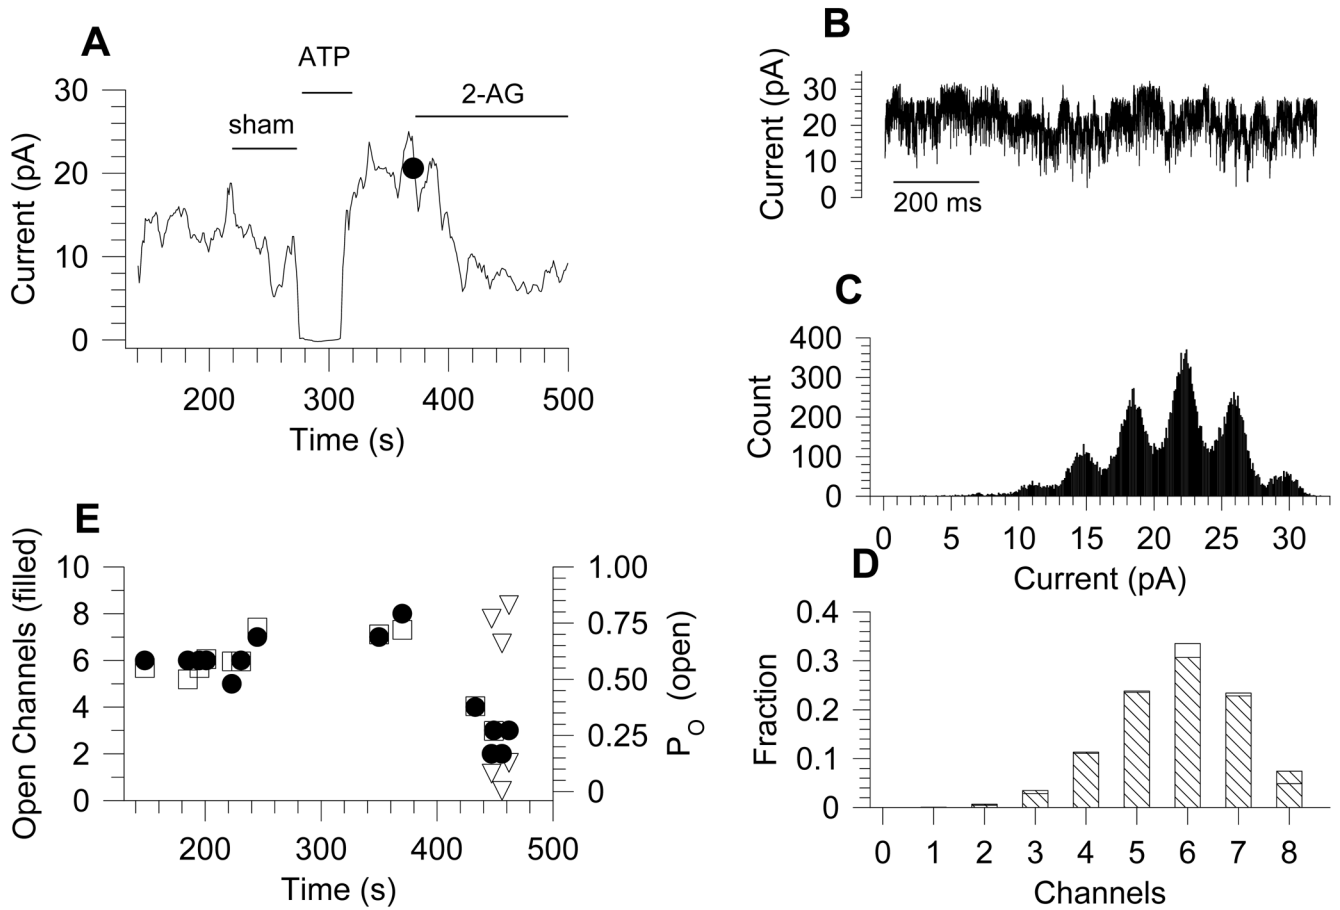 A
ATP
2-AG
sham
30
20
10
0
Current (pA)
200
300
400
500
Time (s)
B
30
20
10
0
Current (pA)
200 ms
C
400
300
200
100
0
Count
0
5
10
15
20
25
30
Current (pA)
E
10
8
6
4
2
0
Open Channels (filled)
1.00
0.75
0.50
0.25
0
PO (open)
200
300
400
500
Time (s)
D
0.4
0.3
0.2
0.1
0
Fraction
0
1
2
3
4
5
6
7
8
Channels